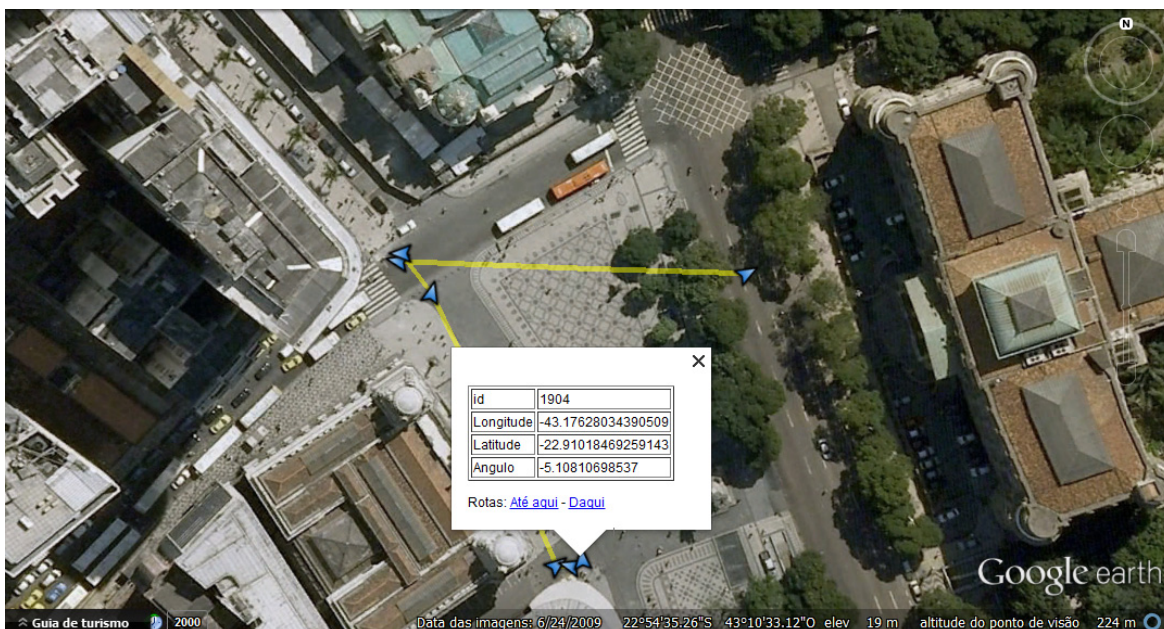 N
id 1904
Longitude -43.17628034390509
Latitude -22.91018469259143
Angulo -5.10810698537
Rotas: Até aqui - Daqui
Google earth
Guia de turismo 2000 Data das imagens: 6/24/2009 22°54'35.26"S 43°10'33.12"O elev 19 m altitude do ponto de visão 224 m